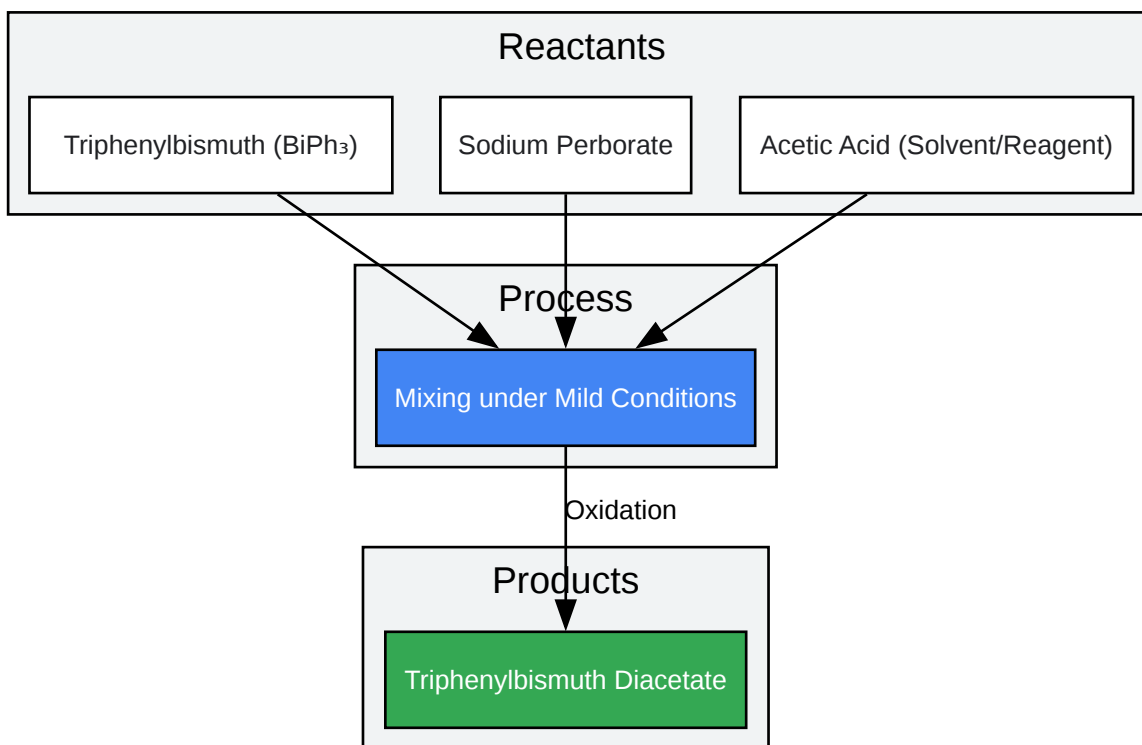 Reactants
Triphenylbismuth (BiPh₃)
Sodium Perborate
Acetic Acid (Solvent/Reagent)
Process
Mixing under Mild Conditions
Oxidation
Products
Triphenylbismuth Diacetate